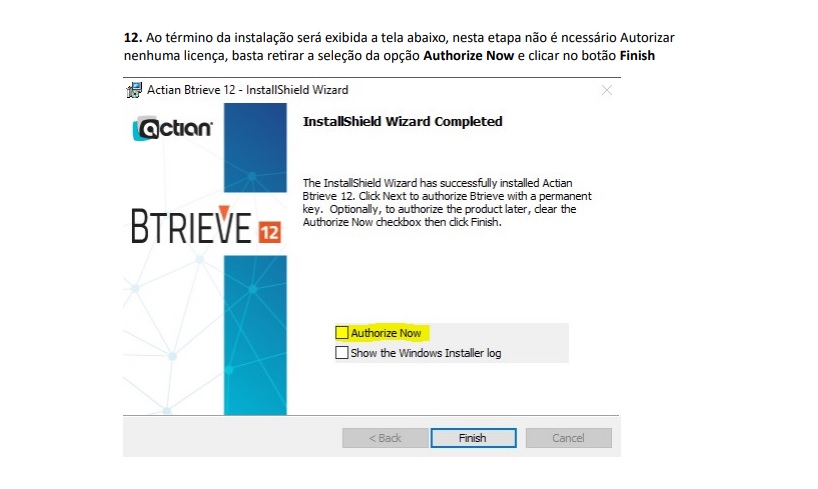 12. Ao término da instalação será exibida a tela abaixo, nesta etapa não é ncessário Autorizar
nenhuma licença, basta retirar a seleção da opção Authorize Now e clicar no botão Finish
Actian Btrieve 12 - InstallShield Wizard
actian
InstallShield Wizard Completed
The InstallShield Wizard has successfully installed Actian
Btrieve 12. Click Next to authorize Btrieve with a permanent
key. Optionally, to authorize the product later, clear the
Authorize Now checkbox then click Finish.
BTRIEVE 12
Authorize Now
Show the Windows Installer log
< Back
Finish
Cancel